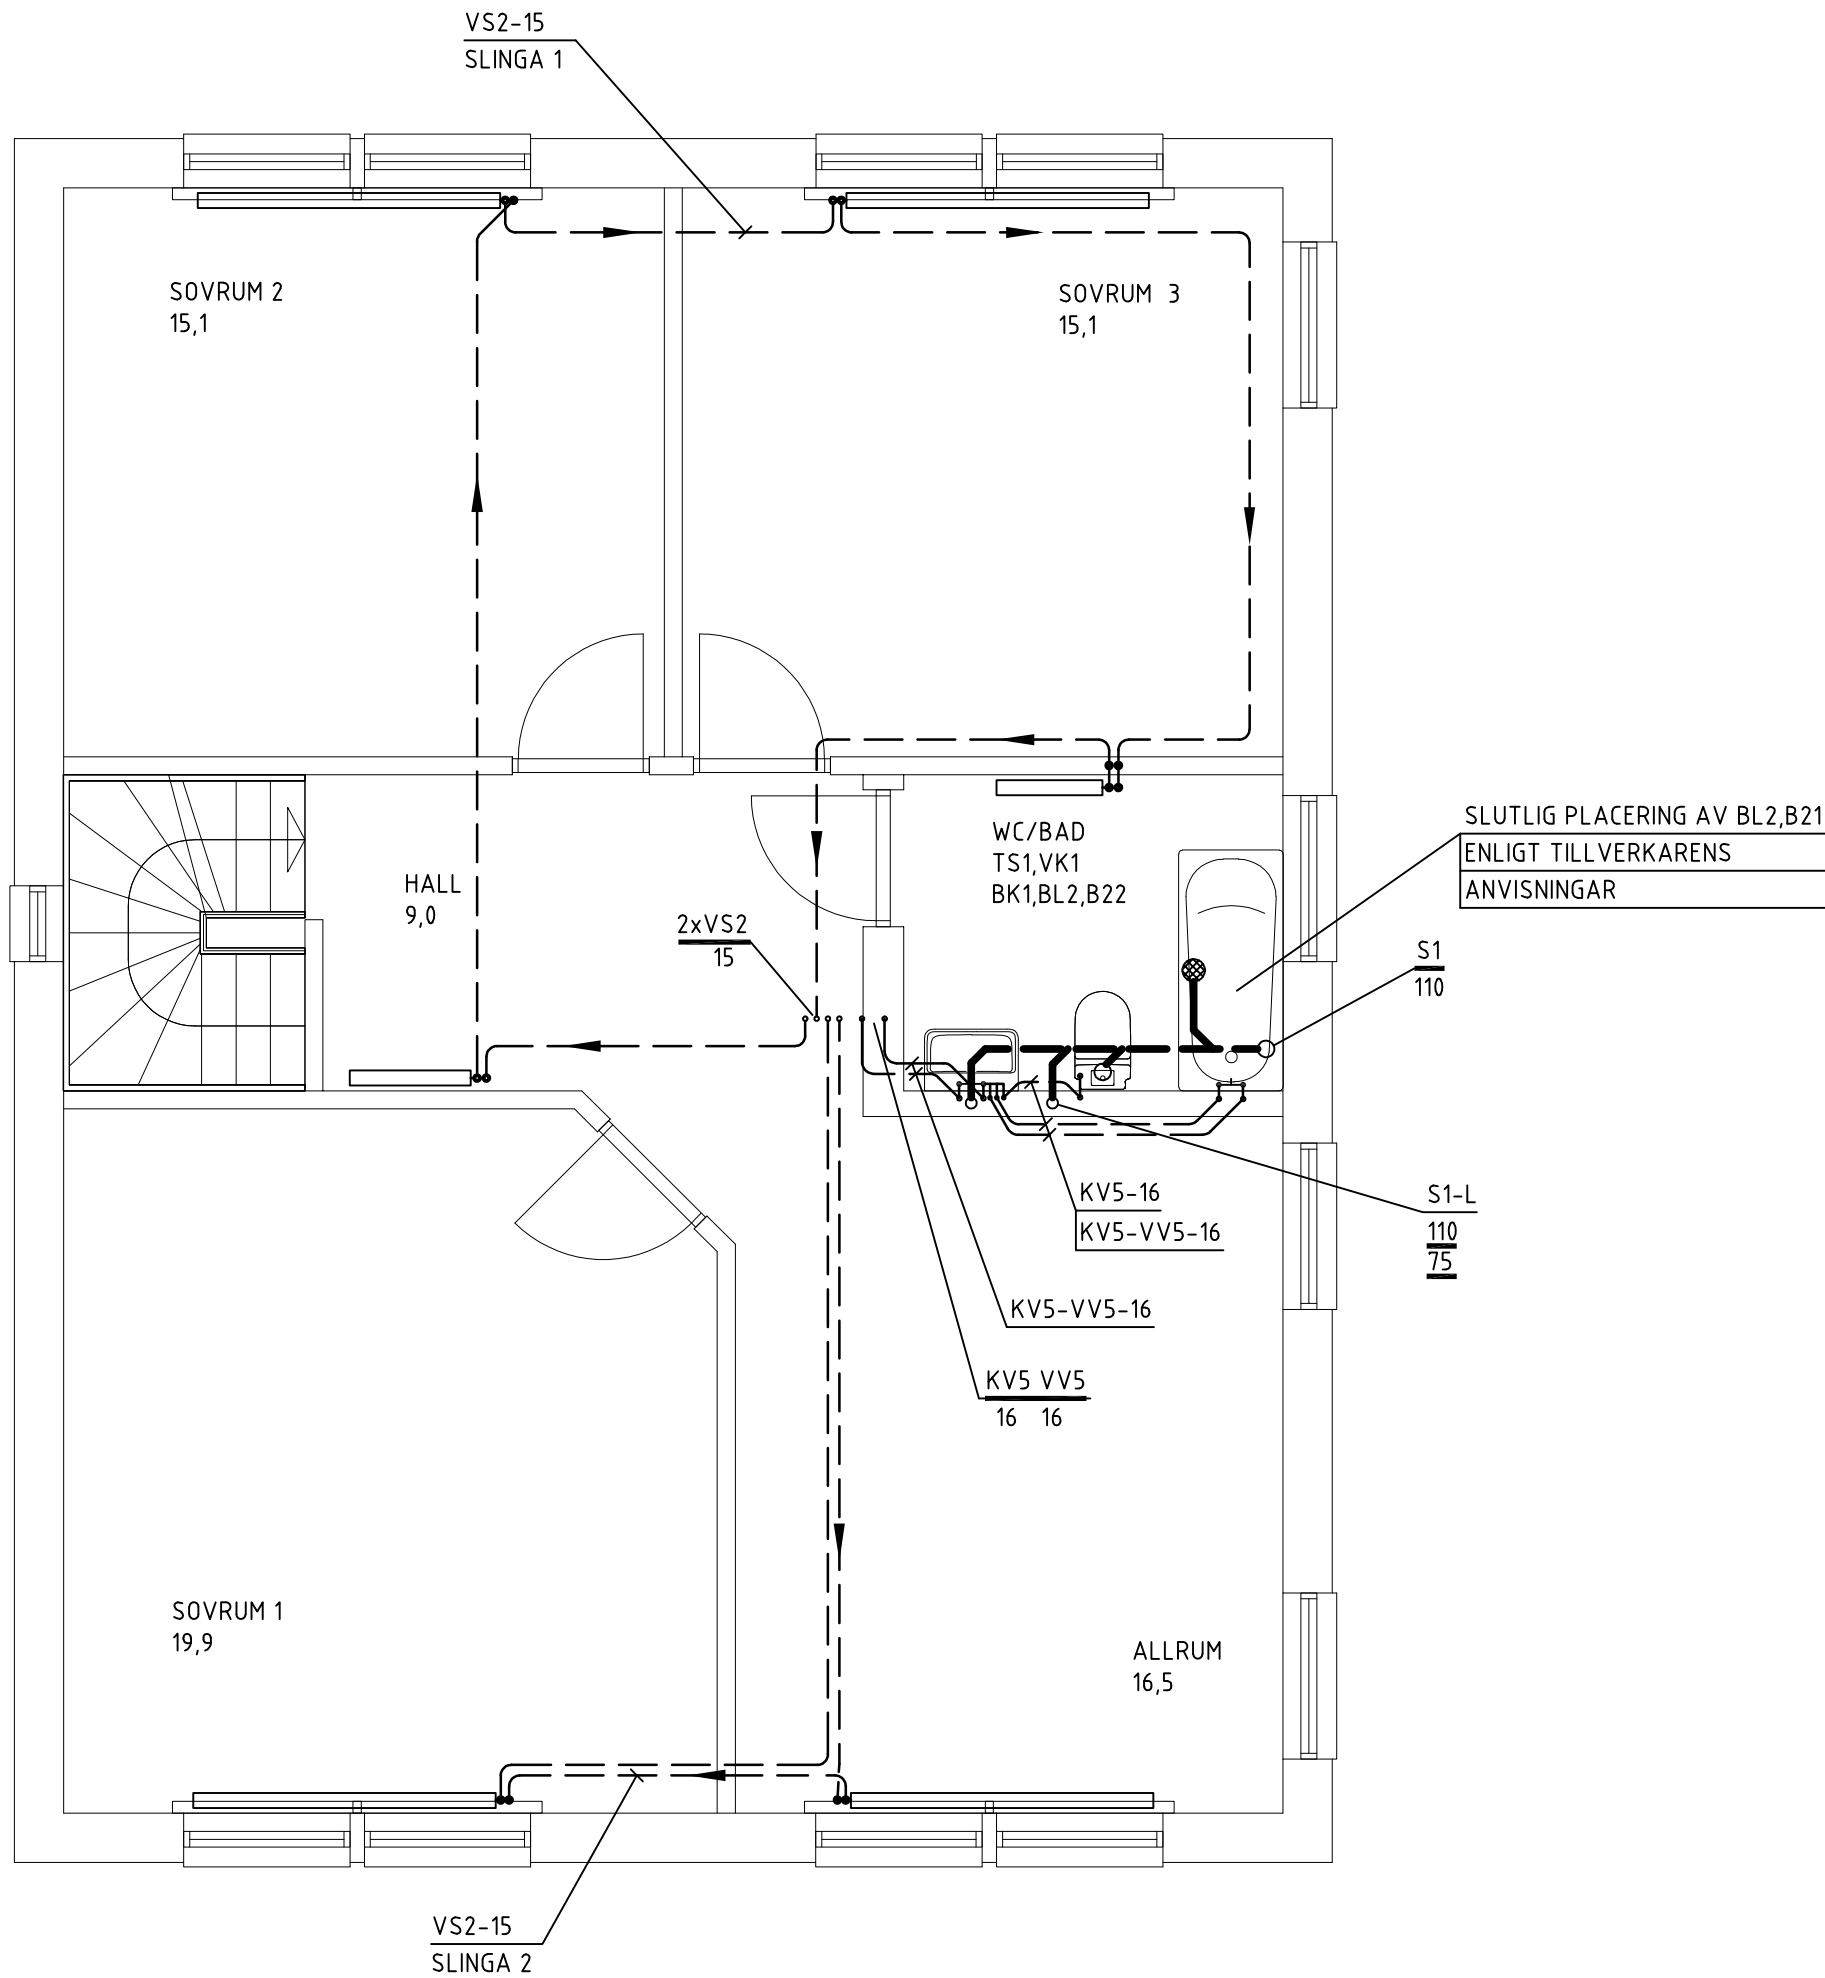 VS2-15
SLINGA 1
SOVRUM 2
15,1
SOVRUM 3
15,1
HALL
9,0
2xVS2
15
WC/BAD
TS1,VK1
BK1,BL2,B22
SLUTLIG PLACERING AV BL2,B21
ENLIGT TILLVERKARENS
ANVISNINGAR
S1
110
KV5-16
KV5-VV5-16
S1-L
110
75
KV5-VV5-16
KV5 VV5
16 16
SOVRUM 1
19,9
ALLRUM
16,5
VS2-15
SLINGA 2